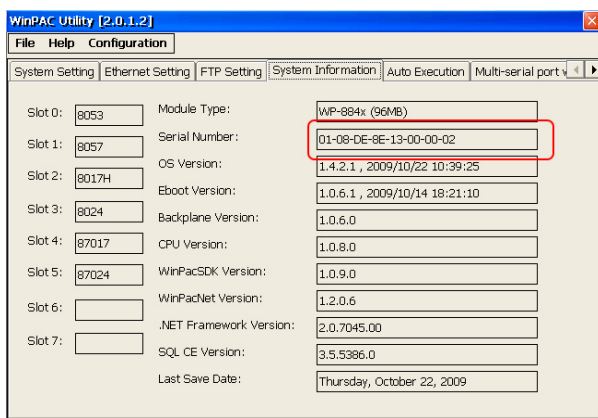 WinPAC Utility [2.0.1.2]
File Help Configuration
System Setting Ethernet Setting FTP Setting System Information Auto Execution Multi-serial port
Slot 0: 8053
Slot 1: 8057
Slot 2: 8017H
Slot 3: 8024
Slot 4: 87017
Slot 5: 87024
Slot 6:
Slot 7:
Module Type: WP-884x (96MB)
Serial Number: 01-08-DE-8E-13-00-00-02
OS Version: 1.4.2.1 , 2009/10/22 10:39:25
Eboot Version: 1.0.6.1 , 2009/10/14 18:21:10
Backplane Version: 1.0.6.0
CPU Version: 1.0.8.0
WinPacSDK Version: 1.0.9.0
WinPacNet Version: 1.2.0.6
.NET Framework Version: 2.0.7045.00
SQL CE Version: 3.5.5386.0
Last Save Date: Thursday, October 22, 2009